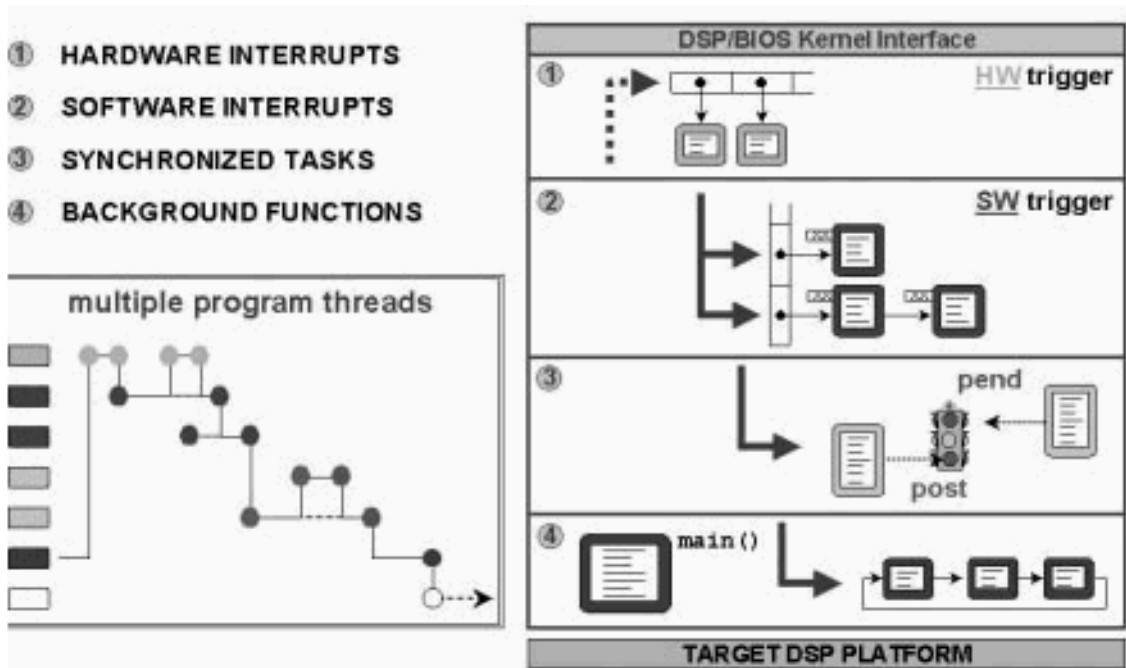 ① HARDWARE INTERRUPTS
② SOFTWARE INTERRUPTS
③ SYNCHRONIZED TASKS
④ BACKGROUND FUNCTIONS
multiple program threads
DSP/BIOS Kernel Interface
① HW trigger
② SW trigger
③ pend
post
④ main()
TARGET DSP PLATFORM